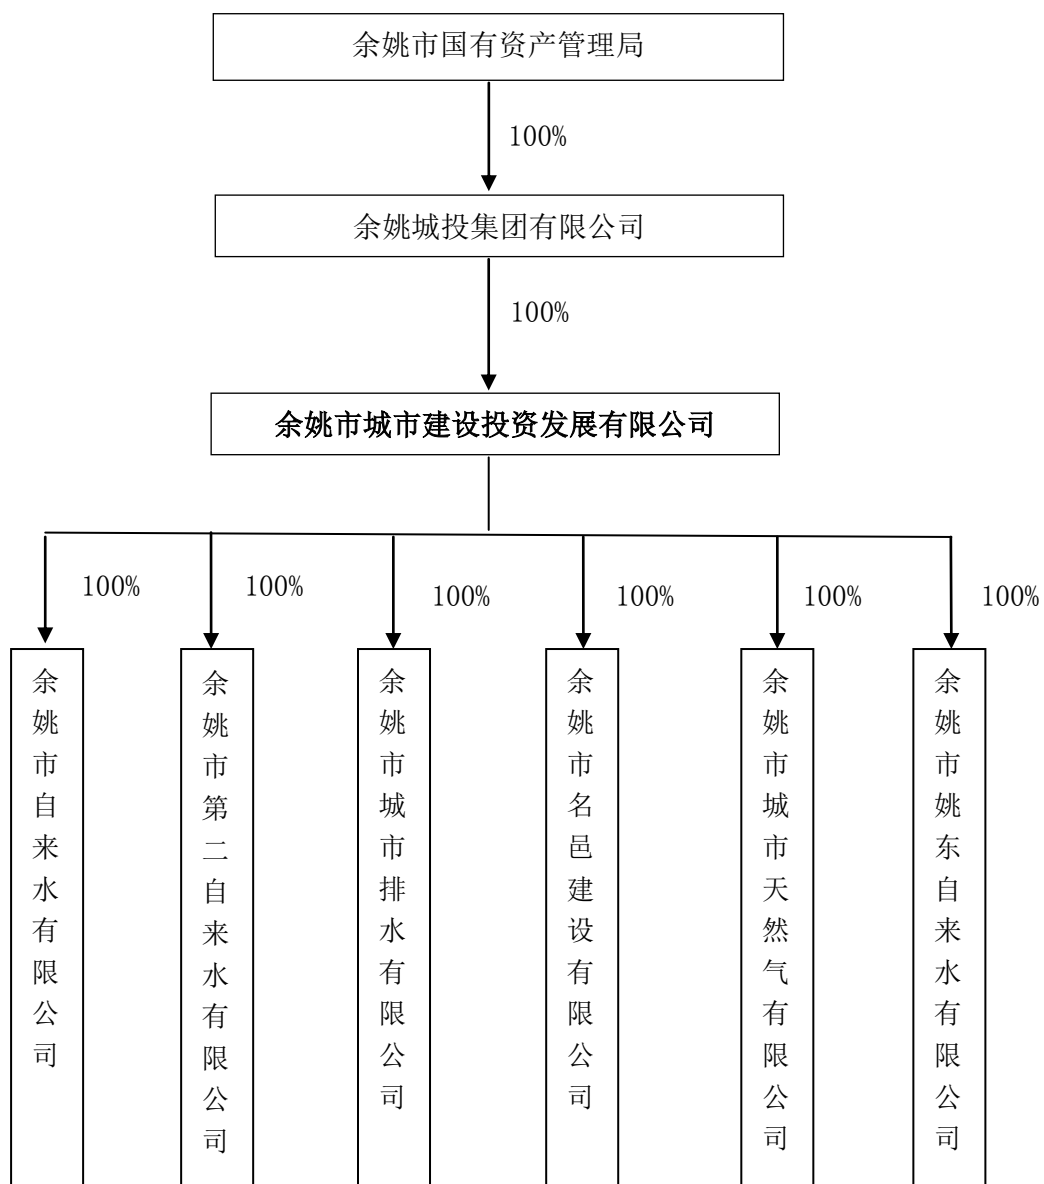 余姚市国有资产管理局
100%
余姚城投集团有限公司
100%
余姚市城市建设投资发展有限公司
100%
100%
100%
100%
100%
100%
余姚市自来水有限公司
余姚市第二自来水有限公司
余姚市城市排水有限公司
余姚市名邑建设有限公司
余姚市城市天然气有限公司
余姚市姚东自来水有限公司